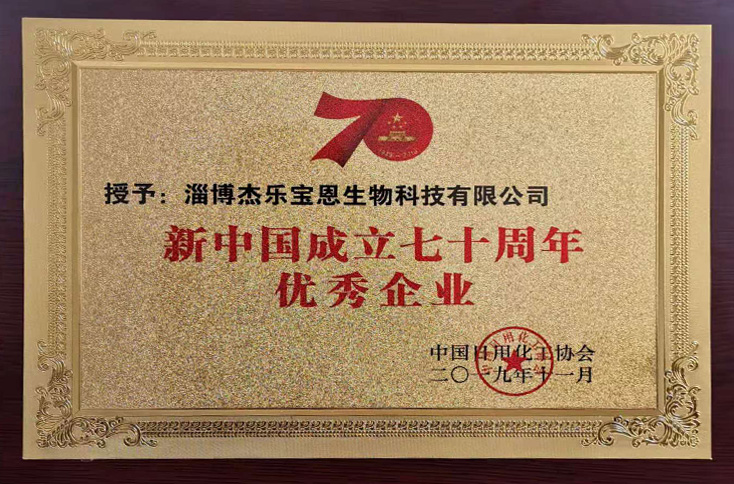 70
授予：淄博杰乐宝恩生物科技有限公司
新中国成立七十周年
优秀企业
中国日用化工协会
二〇一九年十一月